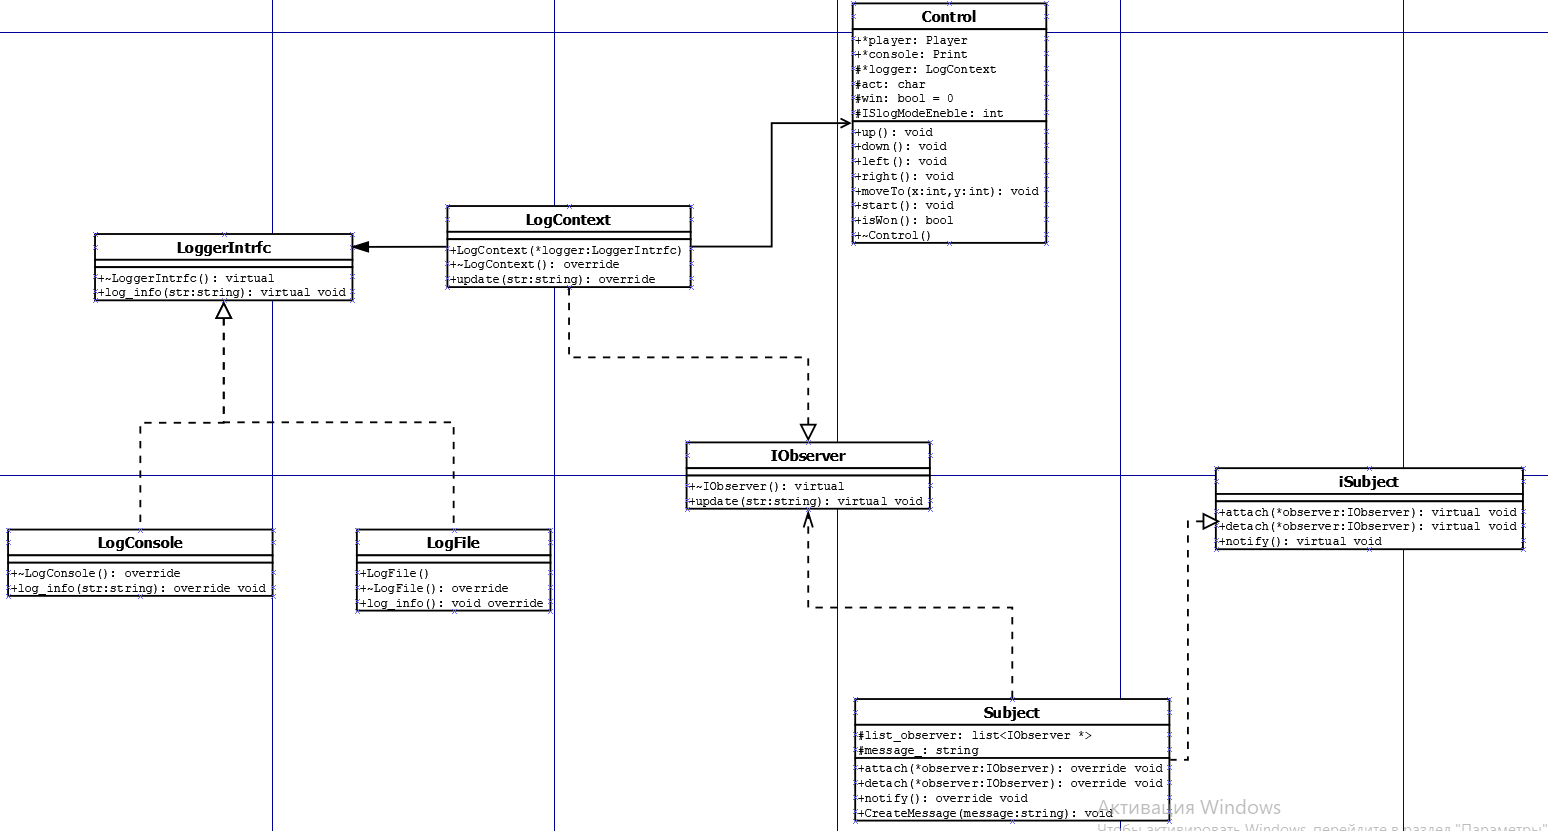 Control
+*player: Player
+*console: Print
#*logger: LogContext
#act: char
#win: bool = 0
#ISlogModeEneble: int
+up(): void
+down(): void
+left(): void
+right(): void
+moveTo(x:int,y:int): void
+start(): void
+isWon(): bool
+~Control()
LogContext
+LogContext(*logger:LoggerIntrfc)
+~LogContext(): override
+update(str:string): override
LoggerIntrfc
+~LoggerIntrfc(): virtual
+log_info(str:string): virtual void
IObserver
+~IObserver(): virtual
+update(str:string): virtual void
iSubject
+attach(*observer:IObserver): virtual void
+detach(*observer:IObserver): virtual void
+notify(): virtual void
LogConsole
+~LogConsole(): override
+log_info(str:string): override void
LogFile
+LogFile()
+~LogFile(): override
+log_info(): void override
Subject
#list_observer: list<IObserver *>
#message_: string
+attach(*observer:IObserver): override void
+detach(*observer:IObserver): override void
+notify(): override void
+CreateMessage(message:string): void
Активация Windows
Чтобы активировать Windows, перейдите в раздел "Параметры"